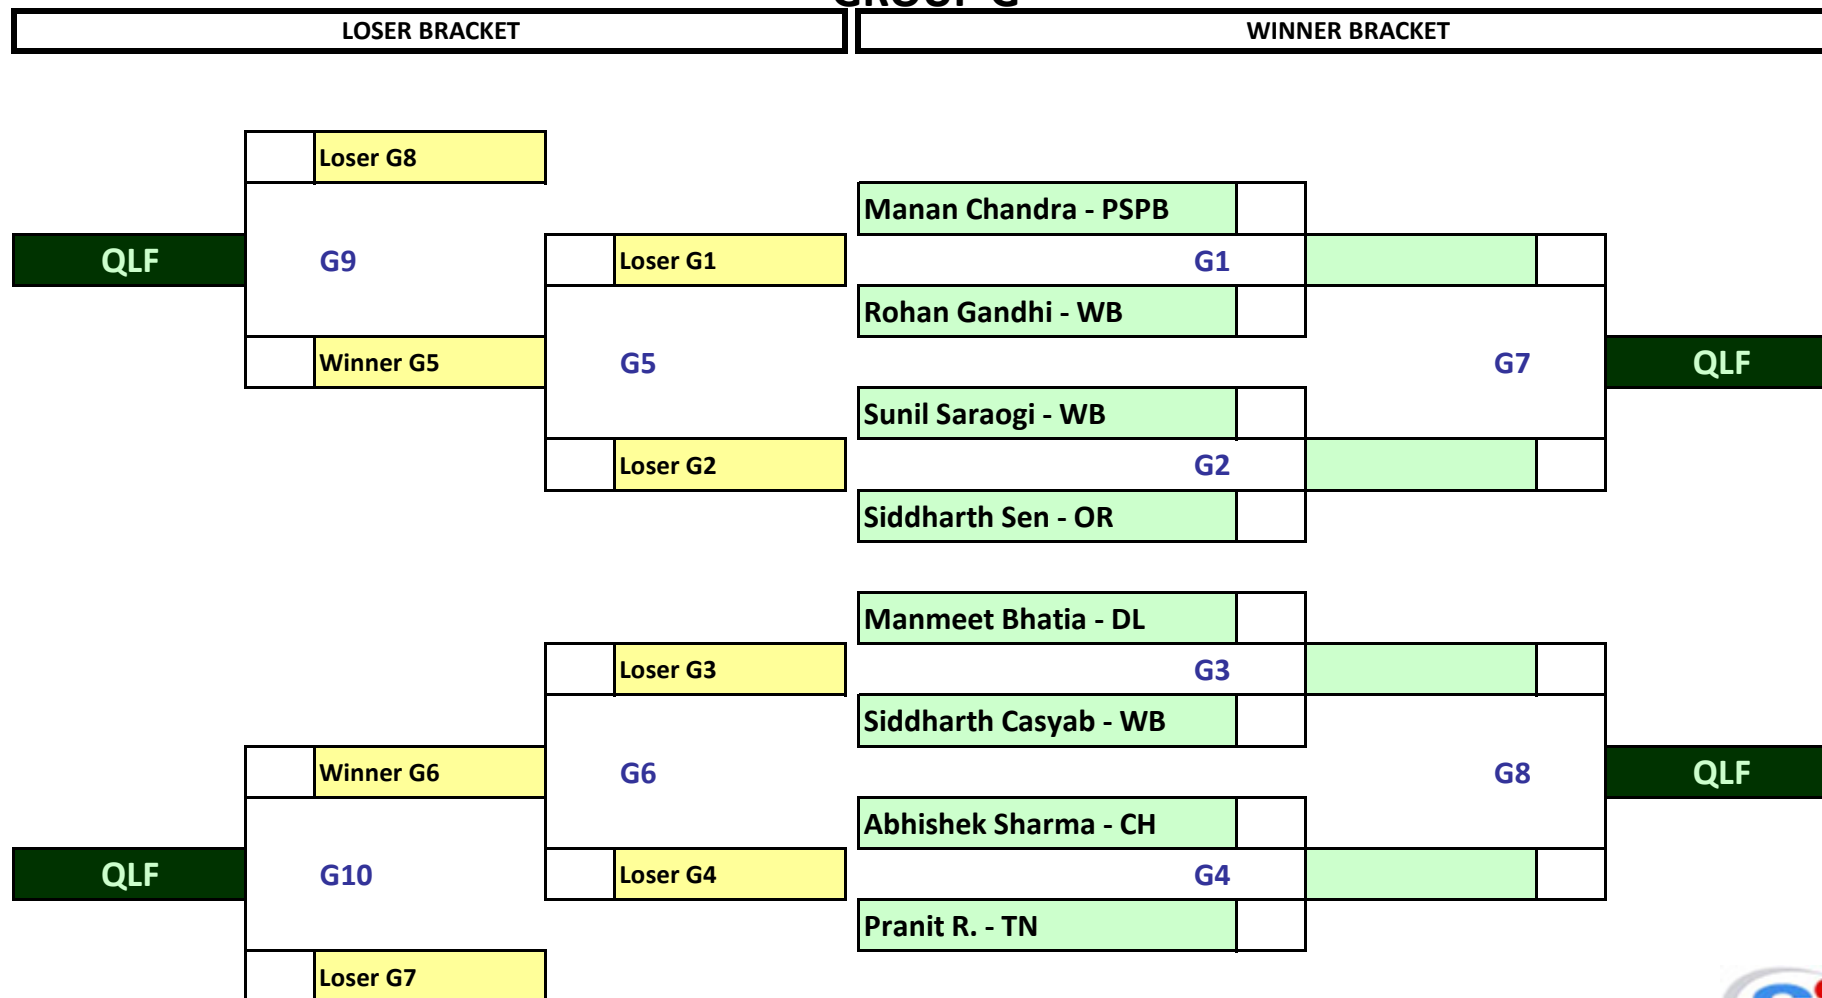 GROUP G
LOSER BRACKET
WINNER BRACKET
Loser G8
Manan Chandra - PSPB
QLF
G9
Loser G1
G1
Rohan Gandhi - WB
Winner G5
G5
G7
QLF
Sunil Saraogi - WB
Loser G2
G2
Siddharth Sen - OR
Manmeet Bhatia - DL
Loser G3
G3
Siddharth Casyab - WB
Winner G6
G6
G8
QLF
Abhishek Sharma - CH
QLF
G10
Loser G4
G4
Pranit R. - TN
Loser G7